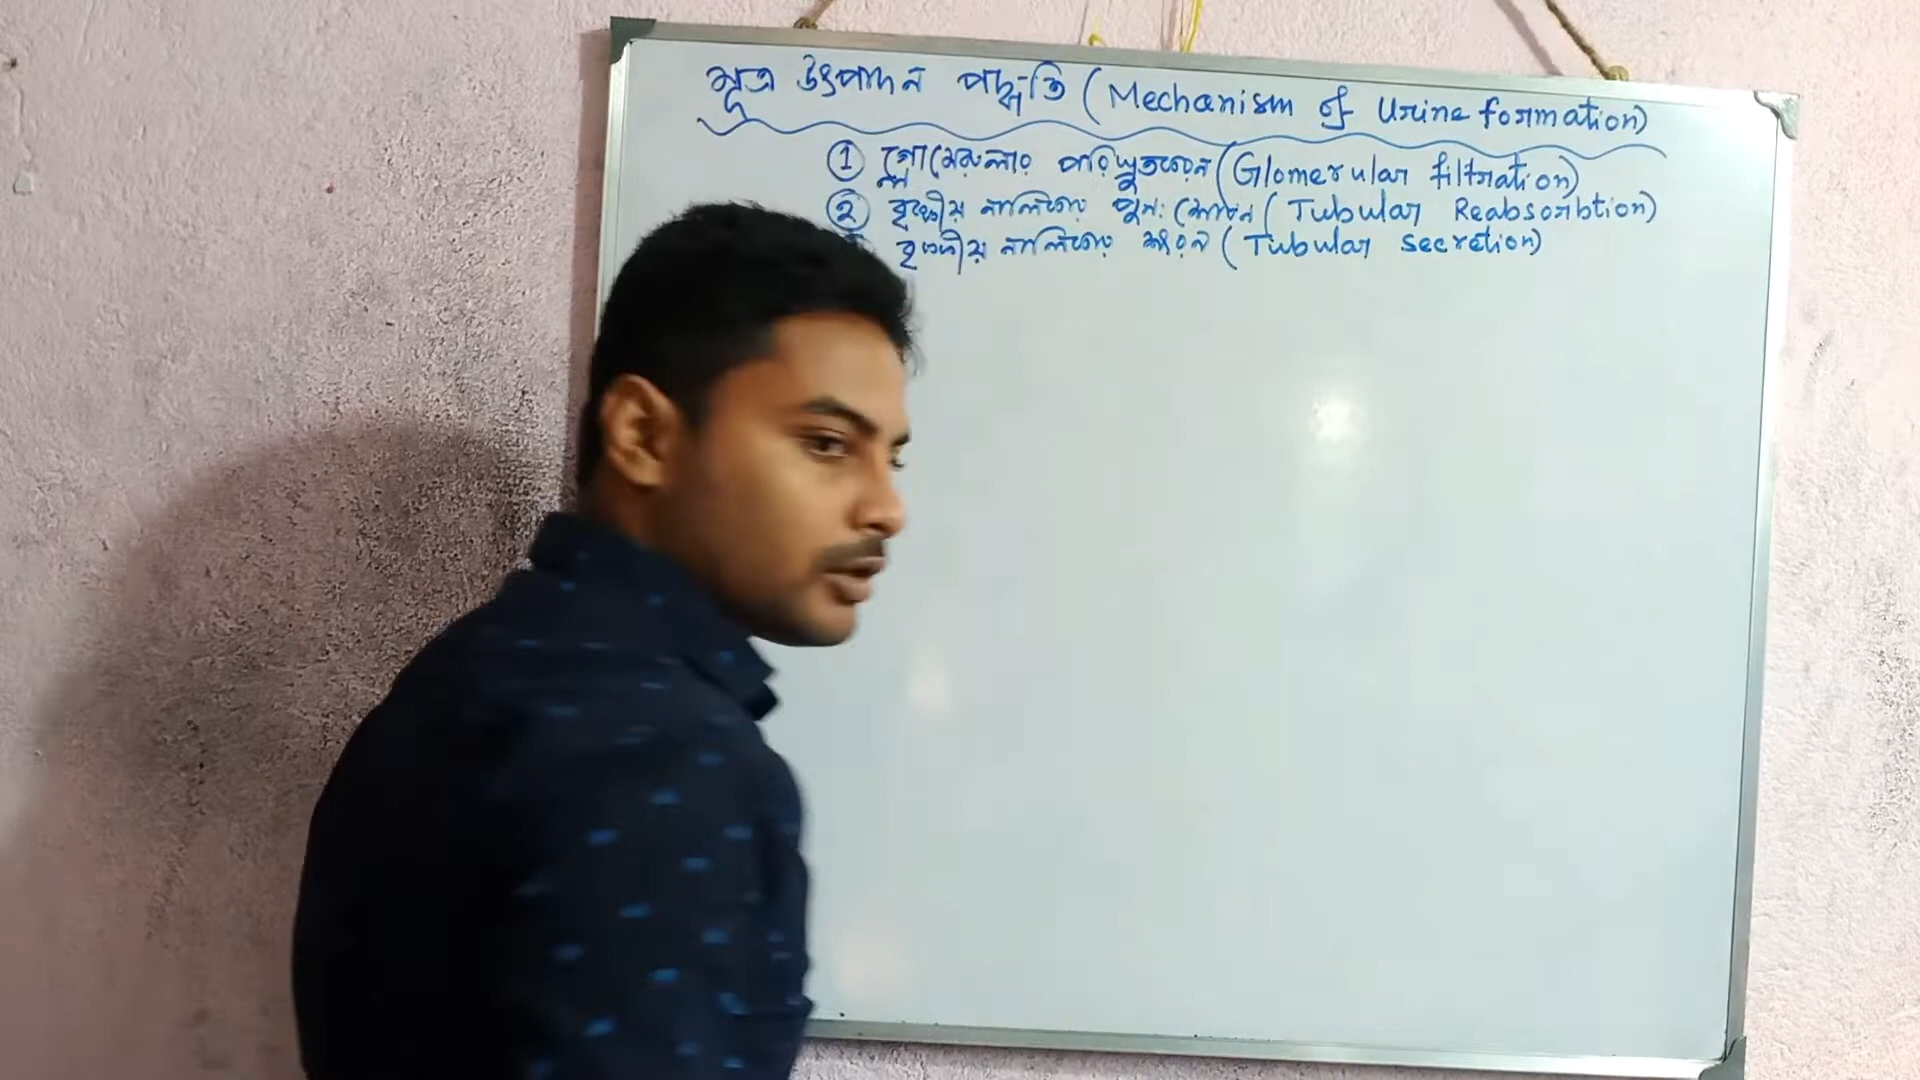 মূত্র উৎপাদন পদ্ধতি (Mechanism of Urine formation)
① গ্লোমেরুলার পরিস্রুতকরন (Glomerular filtration)
② বৃক্কীয় নালিকার পুনঃশোষন (Tubular Reabsorbtion)
বৃক্কীয় নালিকার ক্ষরন (Tubular secretion)